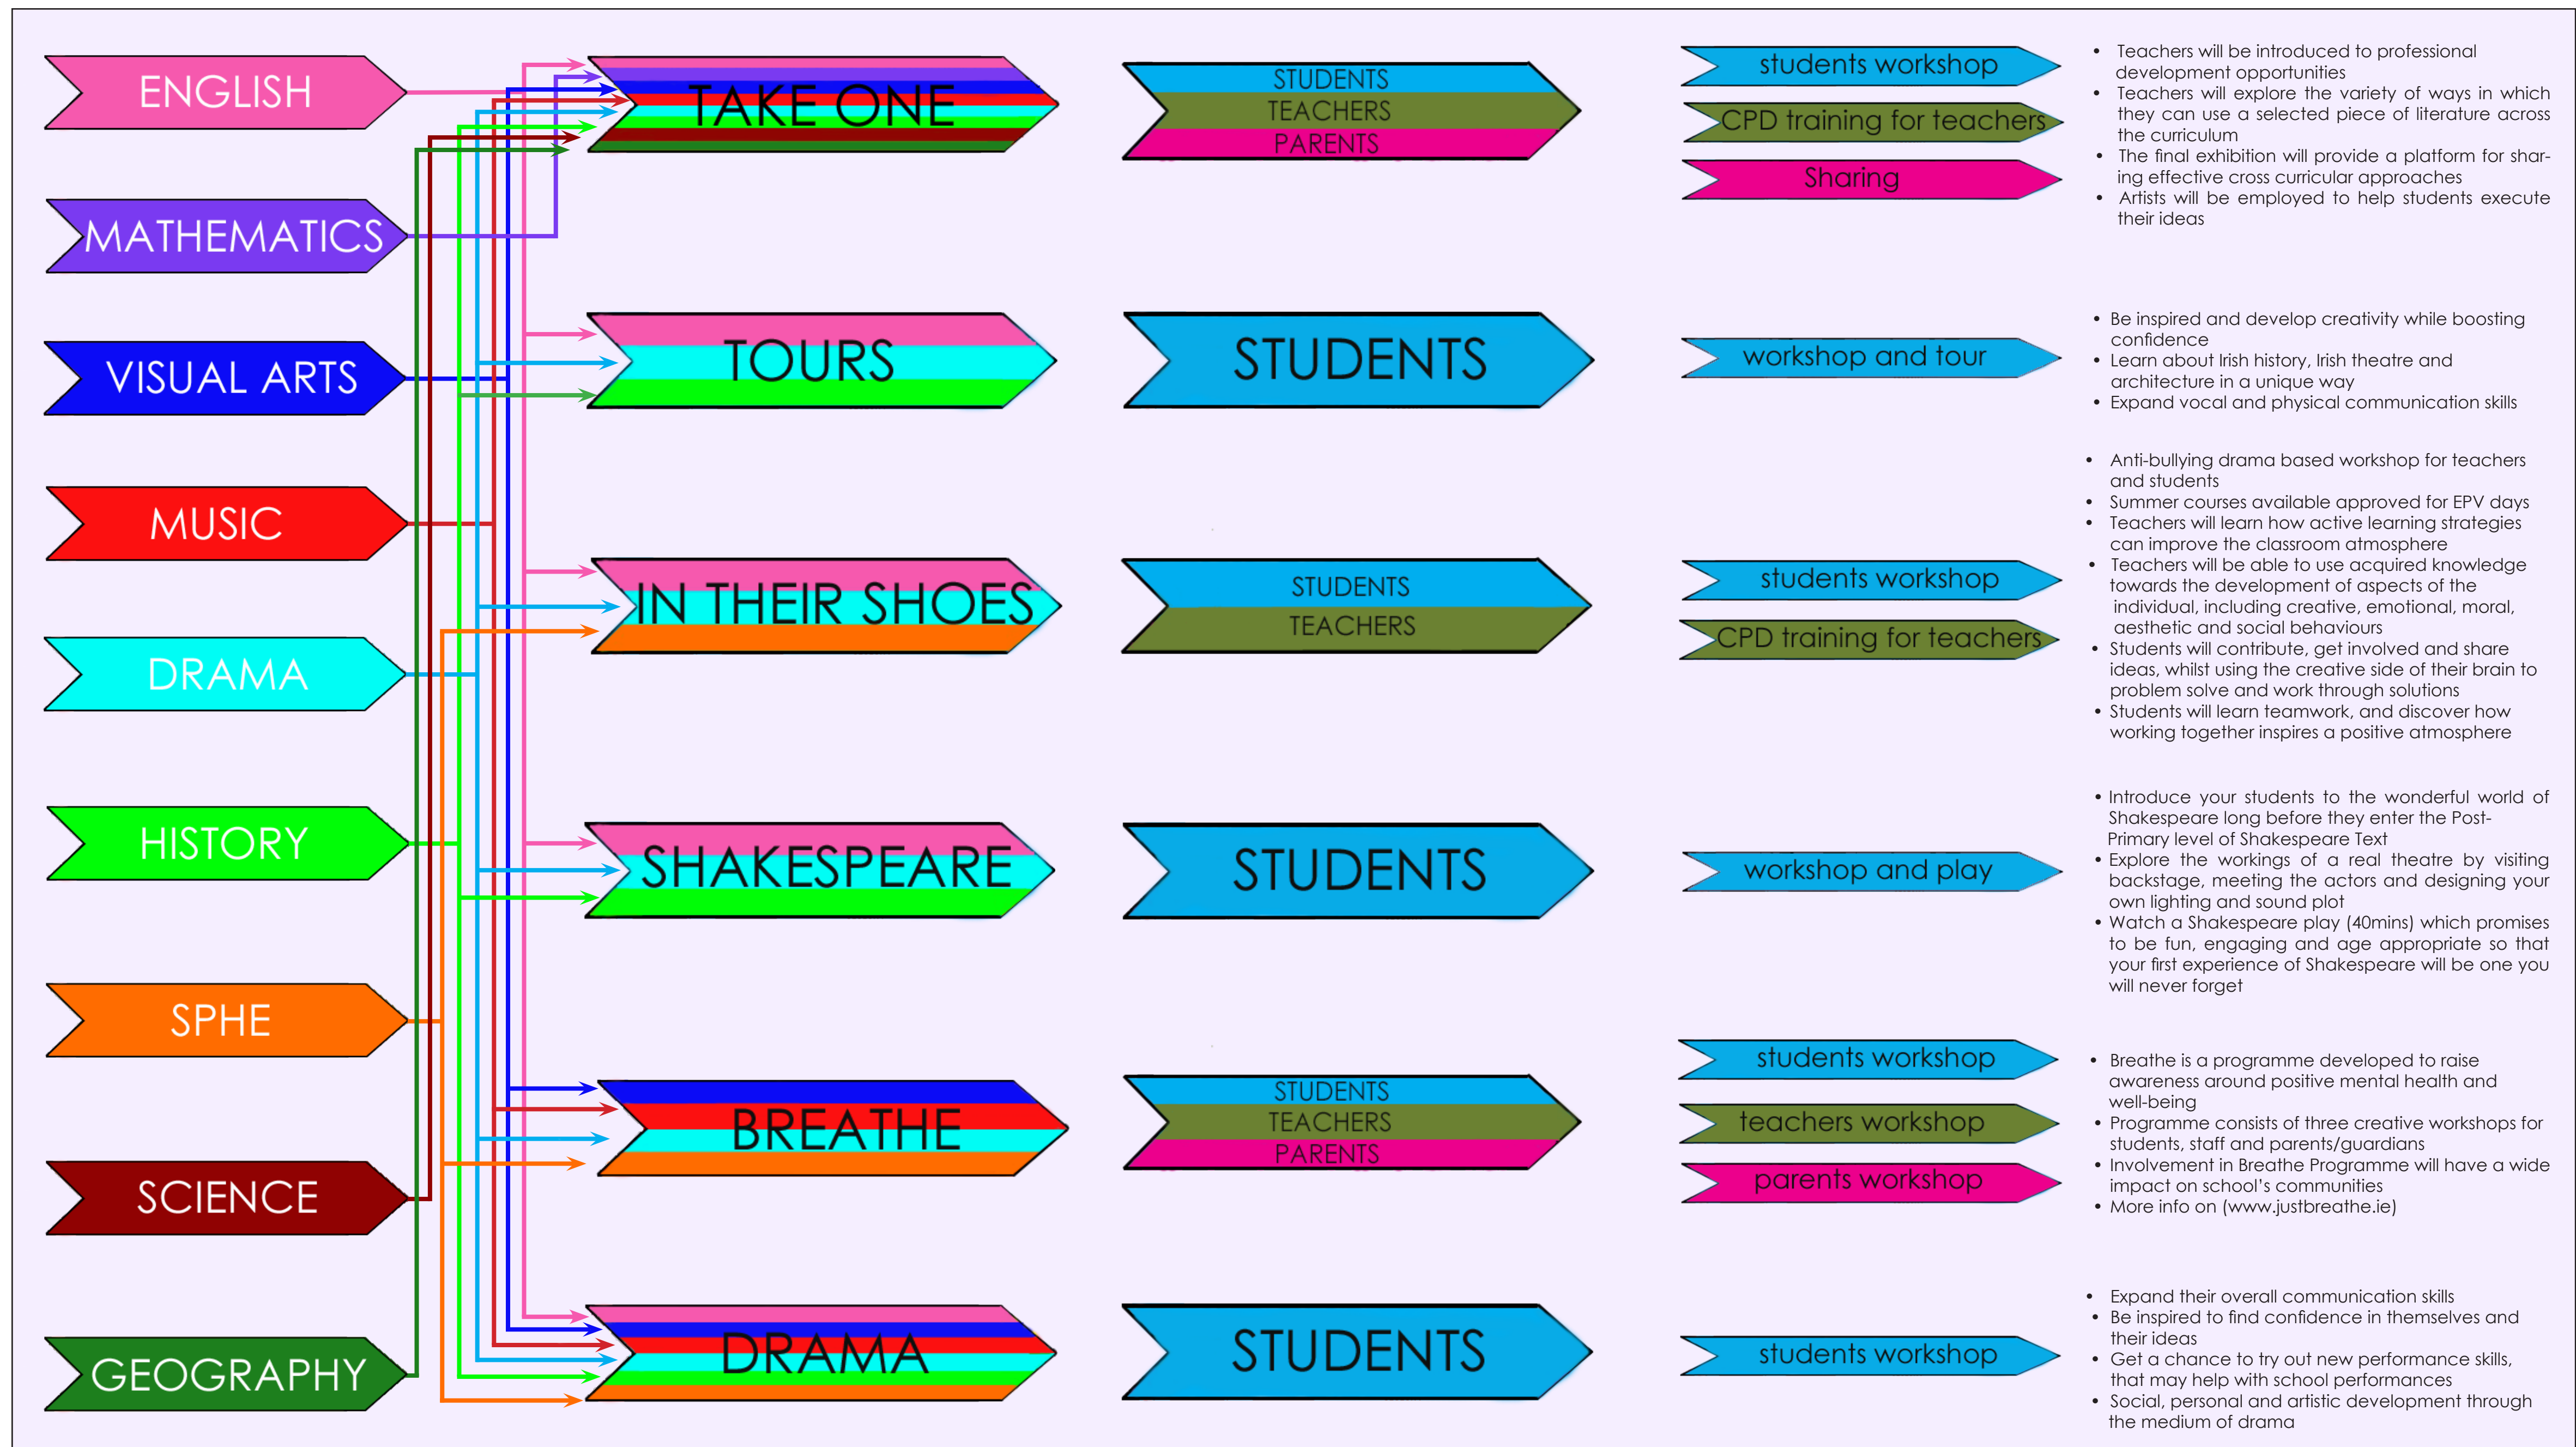 ENGLISH
MATHEMATICS
VISUAL ARTS
MUSIC
DRAMA
HISTORY
SPHE
SCIENCE
GEOGRAPHY
TAKE ONE
STUDENTS
TEACHERS
PARENTS
students workshop
CPD training for teachers
Sharing
• Teachers will be introduced to professional
development opportunities
• Teachers will explore the variety of ways in which
they can use a selected piece of literature across
the curriculum
• The final exhibition will provide a platform for shar-
ing effective cross curricular approaches
• Artists will be employed to help students execute
their ideas
TOURS
STUDENTS
workshop and tour
• Be inspired and develop creativity while boosting
confidence
• Learn about Irish history, Irish theatre and
architecture in a unique way
• Expand vocal and physical communication skills
IN THEIR SHOES
STUDENTS
TEACHERS
students workshop
CPD training for teachers
• Anti-bullying drama based workshop for teachers
and students
• Summer courses available approved for EPV days
• Teachers will learn how active learning strategies
can improve the classroom atmosphere
• Teachers will be able to use acquired knowledge
towards the development of aspects of the
individual, including creative, emotional, moral,
aesthetic and social behaviours
• Students will contribute, get involved and share
ideas, whilst using the creative side of their brain to
problem solve and work through solutions
• Students will learn teamwork, and discover how
working together inspires a positive atmosphere
SHAKESPEARE
STUDENTS
workshop and play
• Introduce your students to the wonderful world of
Shakespeare long before they enter the Post-
Primary level of Shakespeare Text
• Explore the workings of a real theatre by visiting
backstage, meeting the actors and designing your
own lighting and sound plot
• Watch a Shakespeare play (40mins) which promises
to be fun, engaging and age appropriate so that
your first experience of Shakespeare will be one you
will never forget
BREATHE
STUDENTS
TEACHERS
PARENTS
students workshop
teachers workshop
parents workshop
• Breathe is a programme developed to raise
awareness around positive mental health and
well-being
• Programme consists of three creative workshops for
students, staff and parents/guardians
• Involvement in Breathe Programme will have a wide
impact on school's communities
• More info on (www.justbreathe.ie)
DRAMA
STUDENTS
students workshop
• Expand their overall communication skills
• Be inspired to find confidence in themselves and
their ideas
• Get a chance to try out new performance skills,
that may help with school performances
• Social, personal and artistic development through
the medium of drama